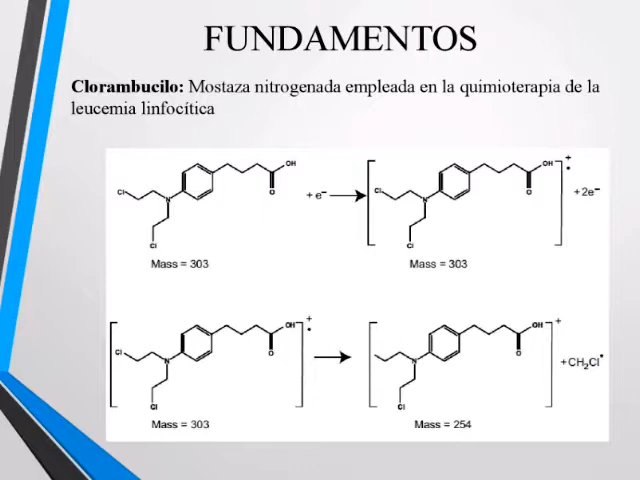 FUNDAMENTOS
Clorambucilo: Mostaza nitrogenada empleada en la quimioterapia de la
leucemia linfocítica
Cl N Cl O OH + e⁻ Cl N Cl O OH +• + 2e⁻
Mass = 303 Mass = 303
Cl N Cl O OH +• N Cl O OH + + CH₂Cl•
Mass = 303 Mass = 254